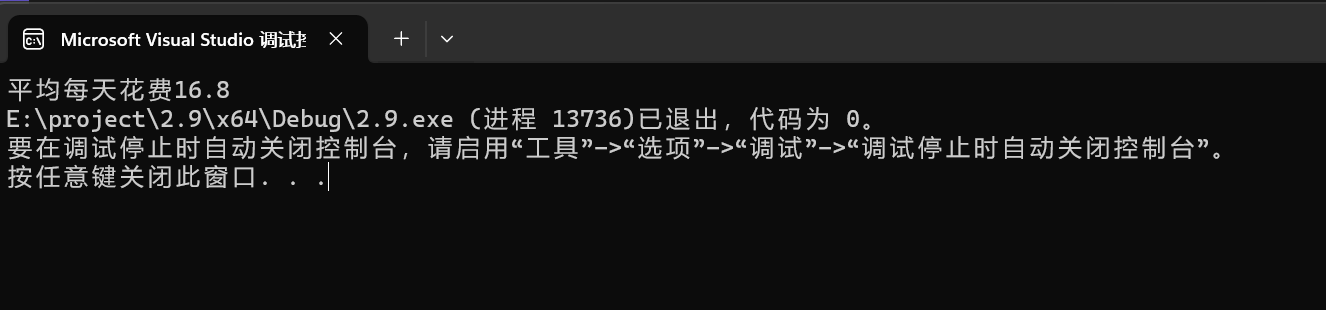 Microsoft Visual Studio 调试
平均每天花费16.8
E:\project\2.9\x64\Debug\2.9.exe (进程 13736)已退出，代码为 0。
要在调试停止时自动关闭控制台，请启用“工具”->“选项”->“调试”->“调试停止时自动关闭控制台”。
按任意键关闭此窗口. . .